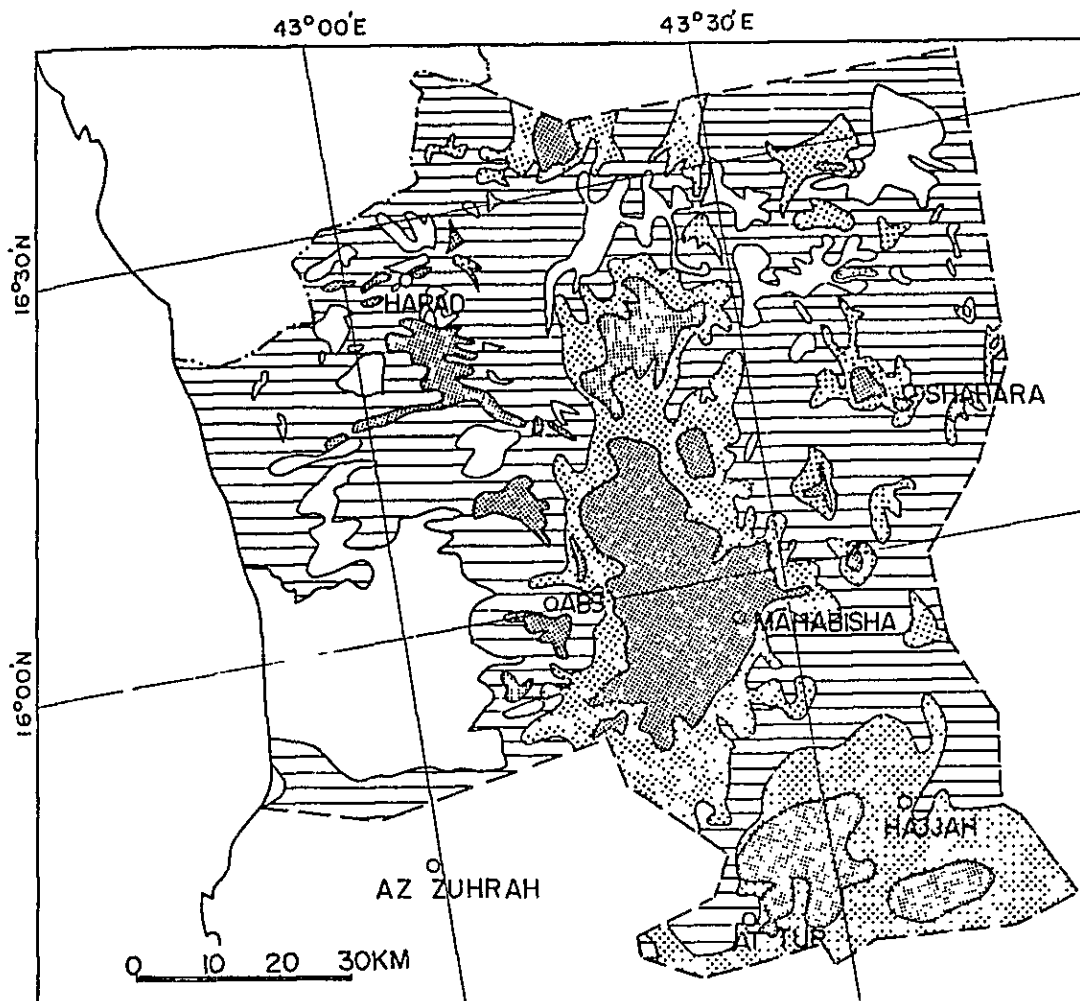 43°00'E
43°30'E
16°30'N
HARAD
SHAHARA
ABS
MAHABISHA
16°00'N
HAJJAH
AZ ZUHRAH
AT TUR
0 10 20 30KM